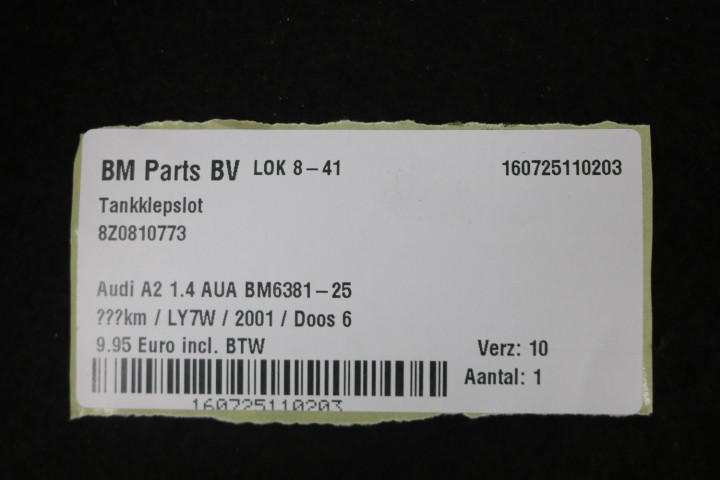 BM Parts BV LOK 8-41 160725110203
Tankklepslot
8Z0810773
Audi A2 1.4 AUA BM6381-25
???km / LY7W / 2001 / Doos 6
9.95 Euro incl. BTW Verz: 10
Aantal: 1
160725110203